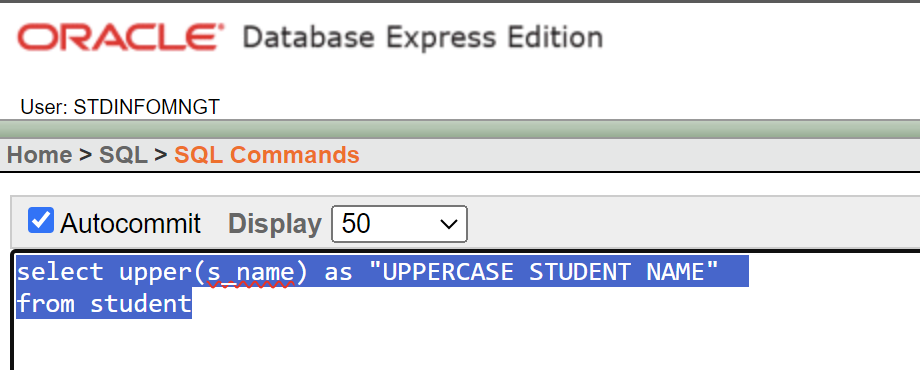 ORACLE Database Express Edition
User: STDINFOMNGT
Home > SQL > SQL Commands
Autocommit Display 50
select upper(s_name) as "UPPERCASE STUDENT NAME"
from student